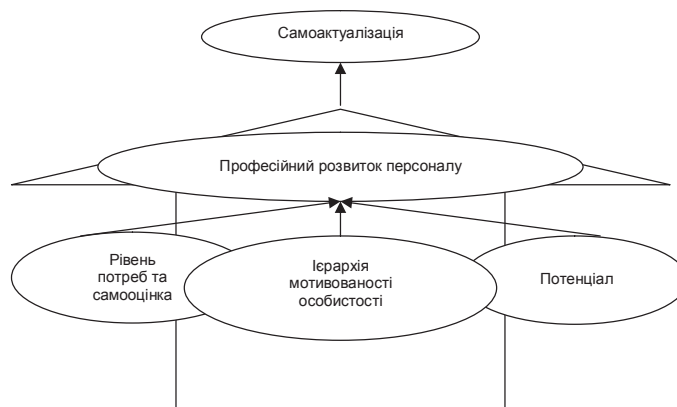 Самоактуалізація
Професійний розвиток персоналу
Рівень
потреб та
самооцінка
Ієрархія
мотивованості
особистості
Потенціал